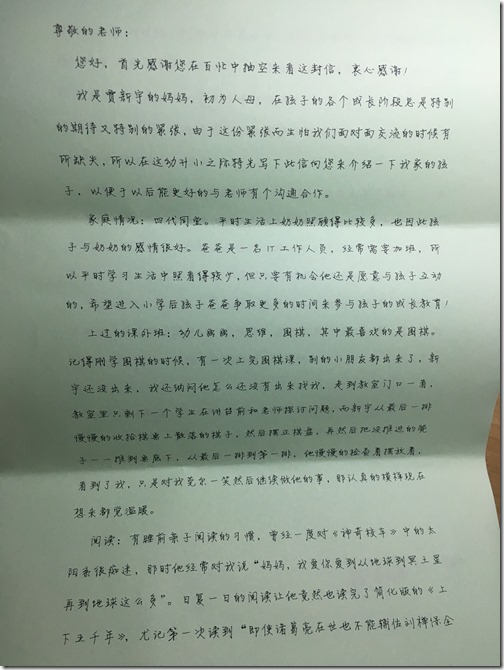 尊敬的老师：
您好，首先感谢您在百忙中抽空来看这封信，衷心感谢！
我是贾新宇的妈妈，初为人母，在孩子的各个成长阶段总是特别
的期待又特别的紧张，由于这份紧张而生怕我们面对面交流的时候有
所缺失，所以在这幼升小之际特先写下此信向您来介绍一下我家的孩
子，以便于以后能更好的与老师有个沟通合作。
家庭情况：四代同堂。平时生活上奶奶照顾得比较多，也因此孩
子与奶奶的感情很好。爸爸是一名IT工作人员，经常需要加班，所
以平时学习生活中照看得较少，但只要有机会他还是愿意与孩子互动
的，希望进入小学后孩子爸爸争取更多的时间来参与孩子的成长教育！
上过的课外班：幼儿画画，思维，围棋，其中最喜欢的是围棋。
记得刚学围棋的时候，有一次上完围棋课，别的小朋友都出来了，新
宇还没出来，我还纳闷他怎么还没有出来找我，走到教室门口一看，
教室里只剩下一个学生在讲台前和老师探讨问题，而新宇从最后一排
慢慢的收拾棋桌上散落的棋子，然后摆正棋盘，再然后把没推进的凳
子一一推到桌底下，从最后一排到第一排，他慢慢的检查着摆放着，
看到了我，只是对我莞尔一笑然后继续做他的事，那认真的模样现在
想来都觉温暖。
阅读：有睡前亲子阅读的习惯，曾经一度对《神奇校车》中的太
阳系很痴迷，那时他经常对我说“妈妈，我爱你爱到从地球到冥王星
再到地球这么多”。日复一日的阅读让他竟然也读完了简化版的《上
下五千年》，尤记第一次读到“即使诸葛亮在世也不能辅佐刘禅保全